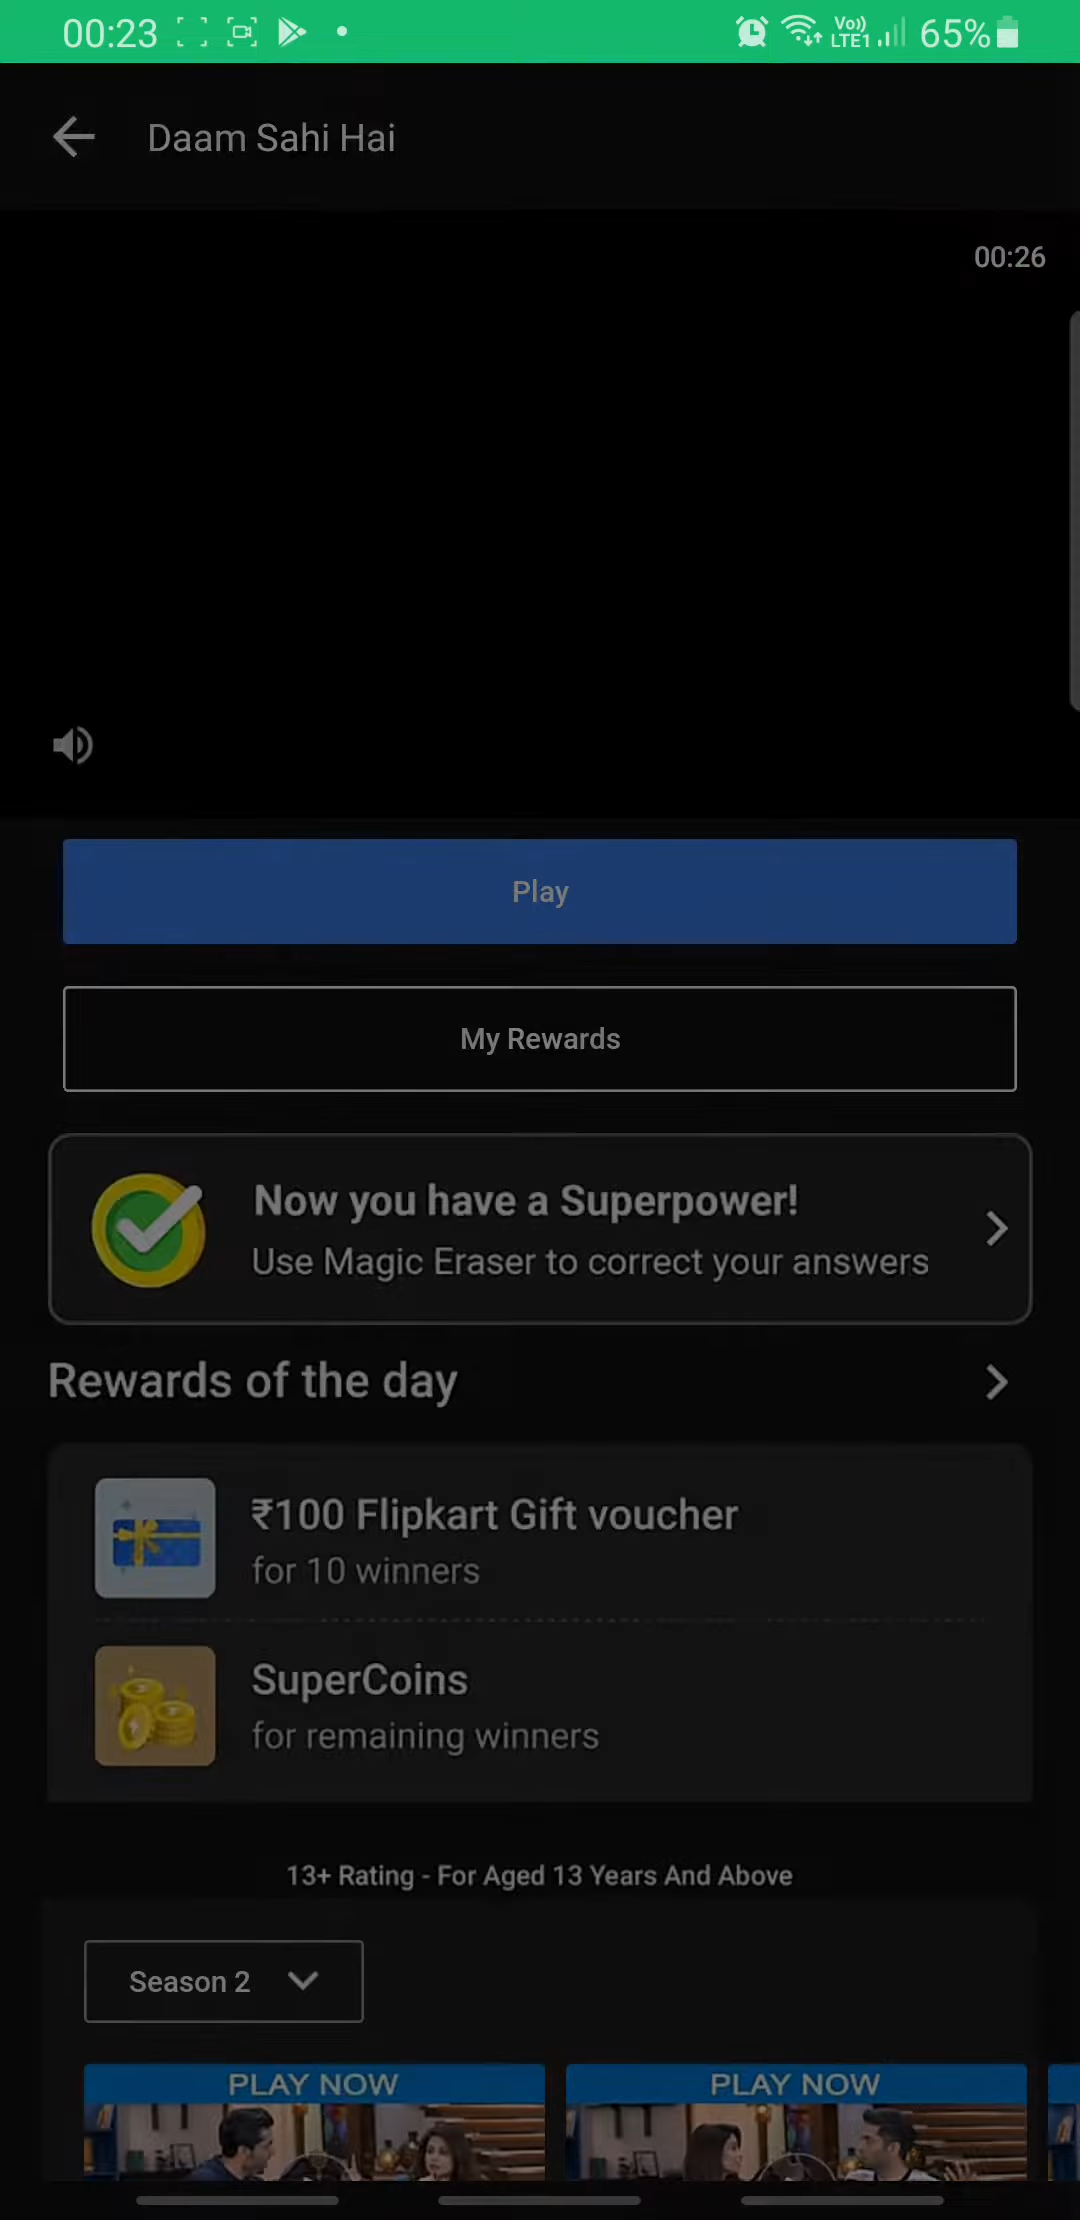 00:23
Vo))
LTE1
65%
Daam Sahi Hai
00:26
Play
My Rewards
Now you have a Superpower!
Use Magic Eraser to correct your answers
Rewards of the day
₹100 Flipkart Gift voucher
for 10 winners
SuperCoins
for remaining winners
13+ Rating - For Aged 13 Years And Above
Season 2
PLAY NOW
PLAY NOW